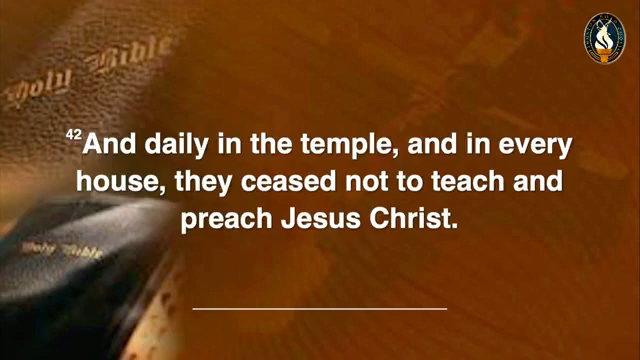 Holy Bible
42And daily in the temple, and in every
house, they ceased not to teach and
preach Jesus Christ.
Holy Bible